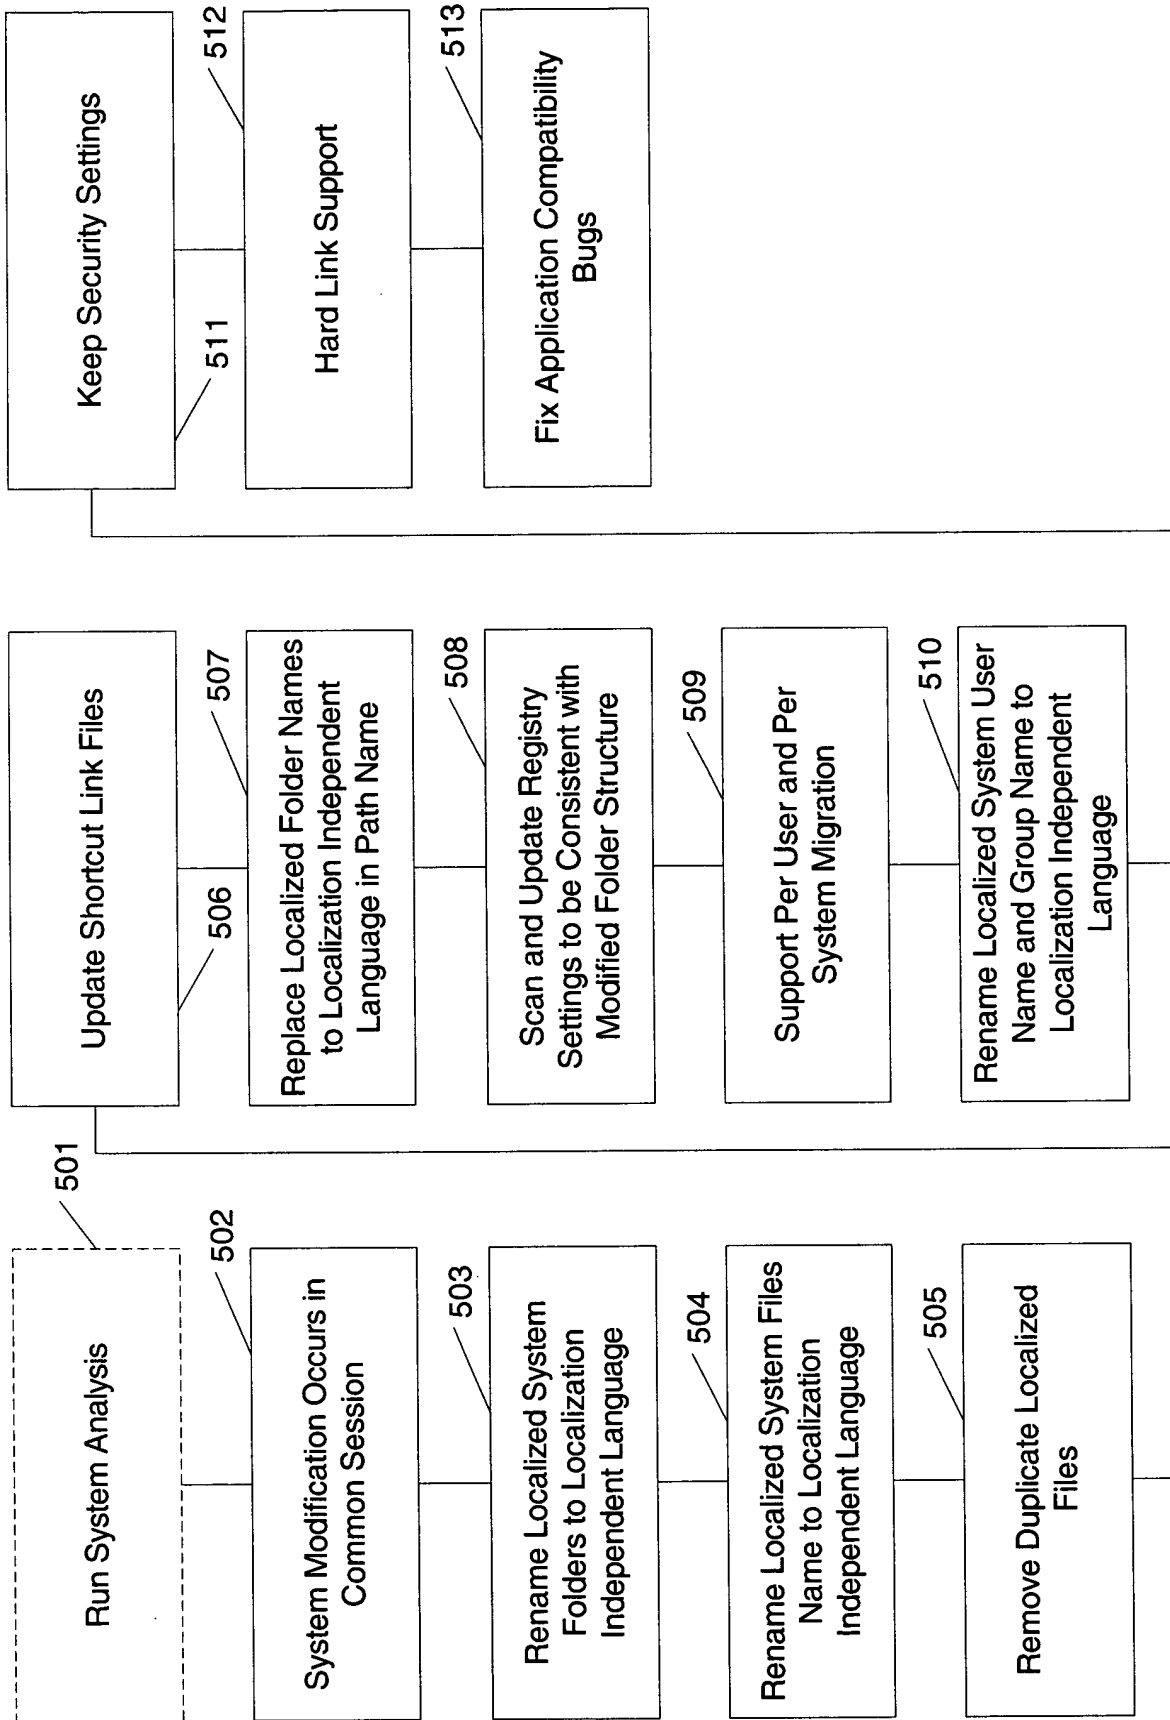 Run System Analysis
501
System Modification Occurs in
Common Session
502
Rename Localized System
Folders to Localization
Independent Language
503
Rename Localized System Files
Name to Localization
Independent Language
504
Remove Duplicate Localized
Files
505
Update Shortcut Link Files
506
Replace Localized Folder Names
to Localization Independent
Language in Path Name
507
Scan and Update Registry
Settings to be Consistent with
Modified Folder Structure
508
Support Per User and Per
System Migration
509
Rename Localized System User
Name and Group Name to
Localization Independent
Language
510
Keep Security Settings
511
Hard Link Support
512
Fix Application Compatibility
Bugs
513